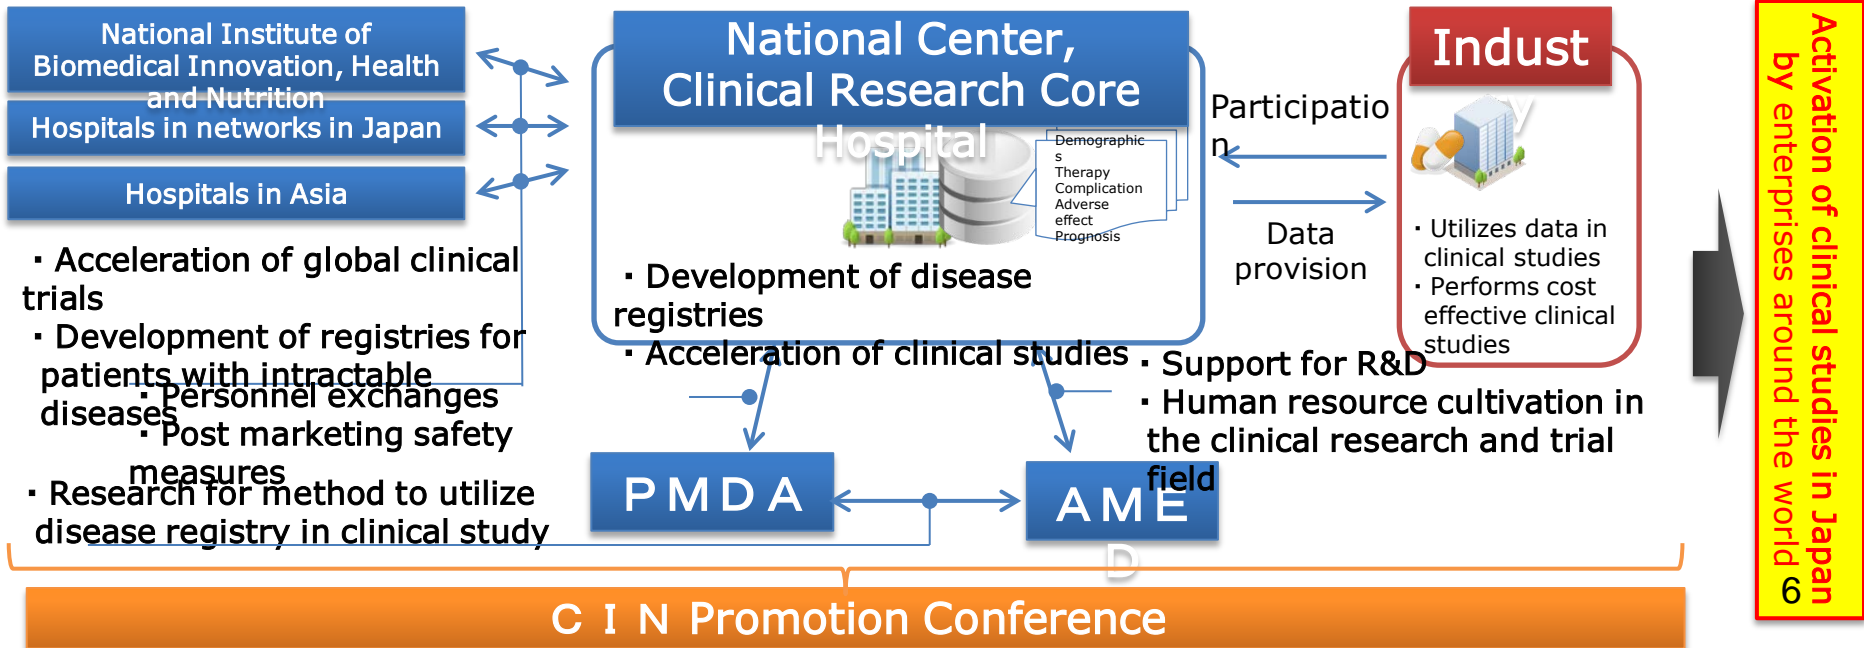 National Institute of
Biomedical Innovation, Health
and Nutrition
Hospitals in networks in Japan
Hospitals in Asia
・Acceleration of global clinical
trials
・Development of registries for
patients with intractable
diseases
・Personnel exchanges
・Post marketing safety
measures
・Research for method to utilize
disease registry in clinical study
National Center,
Clinical Research Core
Hospital
Demographic
s
Therapy
Complication
Adverse
effect
Prognosis
・Development of disease
registries
・Acceleration of clinical studies
ＰＭＤＡ
ＡＭＥ
Ｄ
Participatio
n
Data
provision
Indust
ry
・Utilizes data in
clinical studies
・Performs cost
effective clinical
studies
・Support for R&D
・Human resource cultivation in
the clinical research and trial
field
ＣＩＮ Promotion Conference
Activation of clinical studies in Japan
by enterprises around the world
6